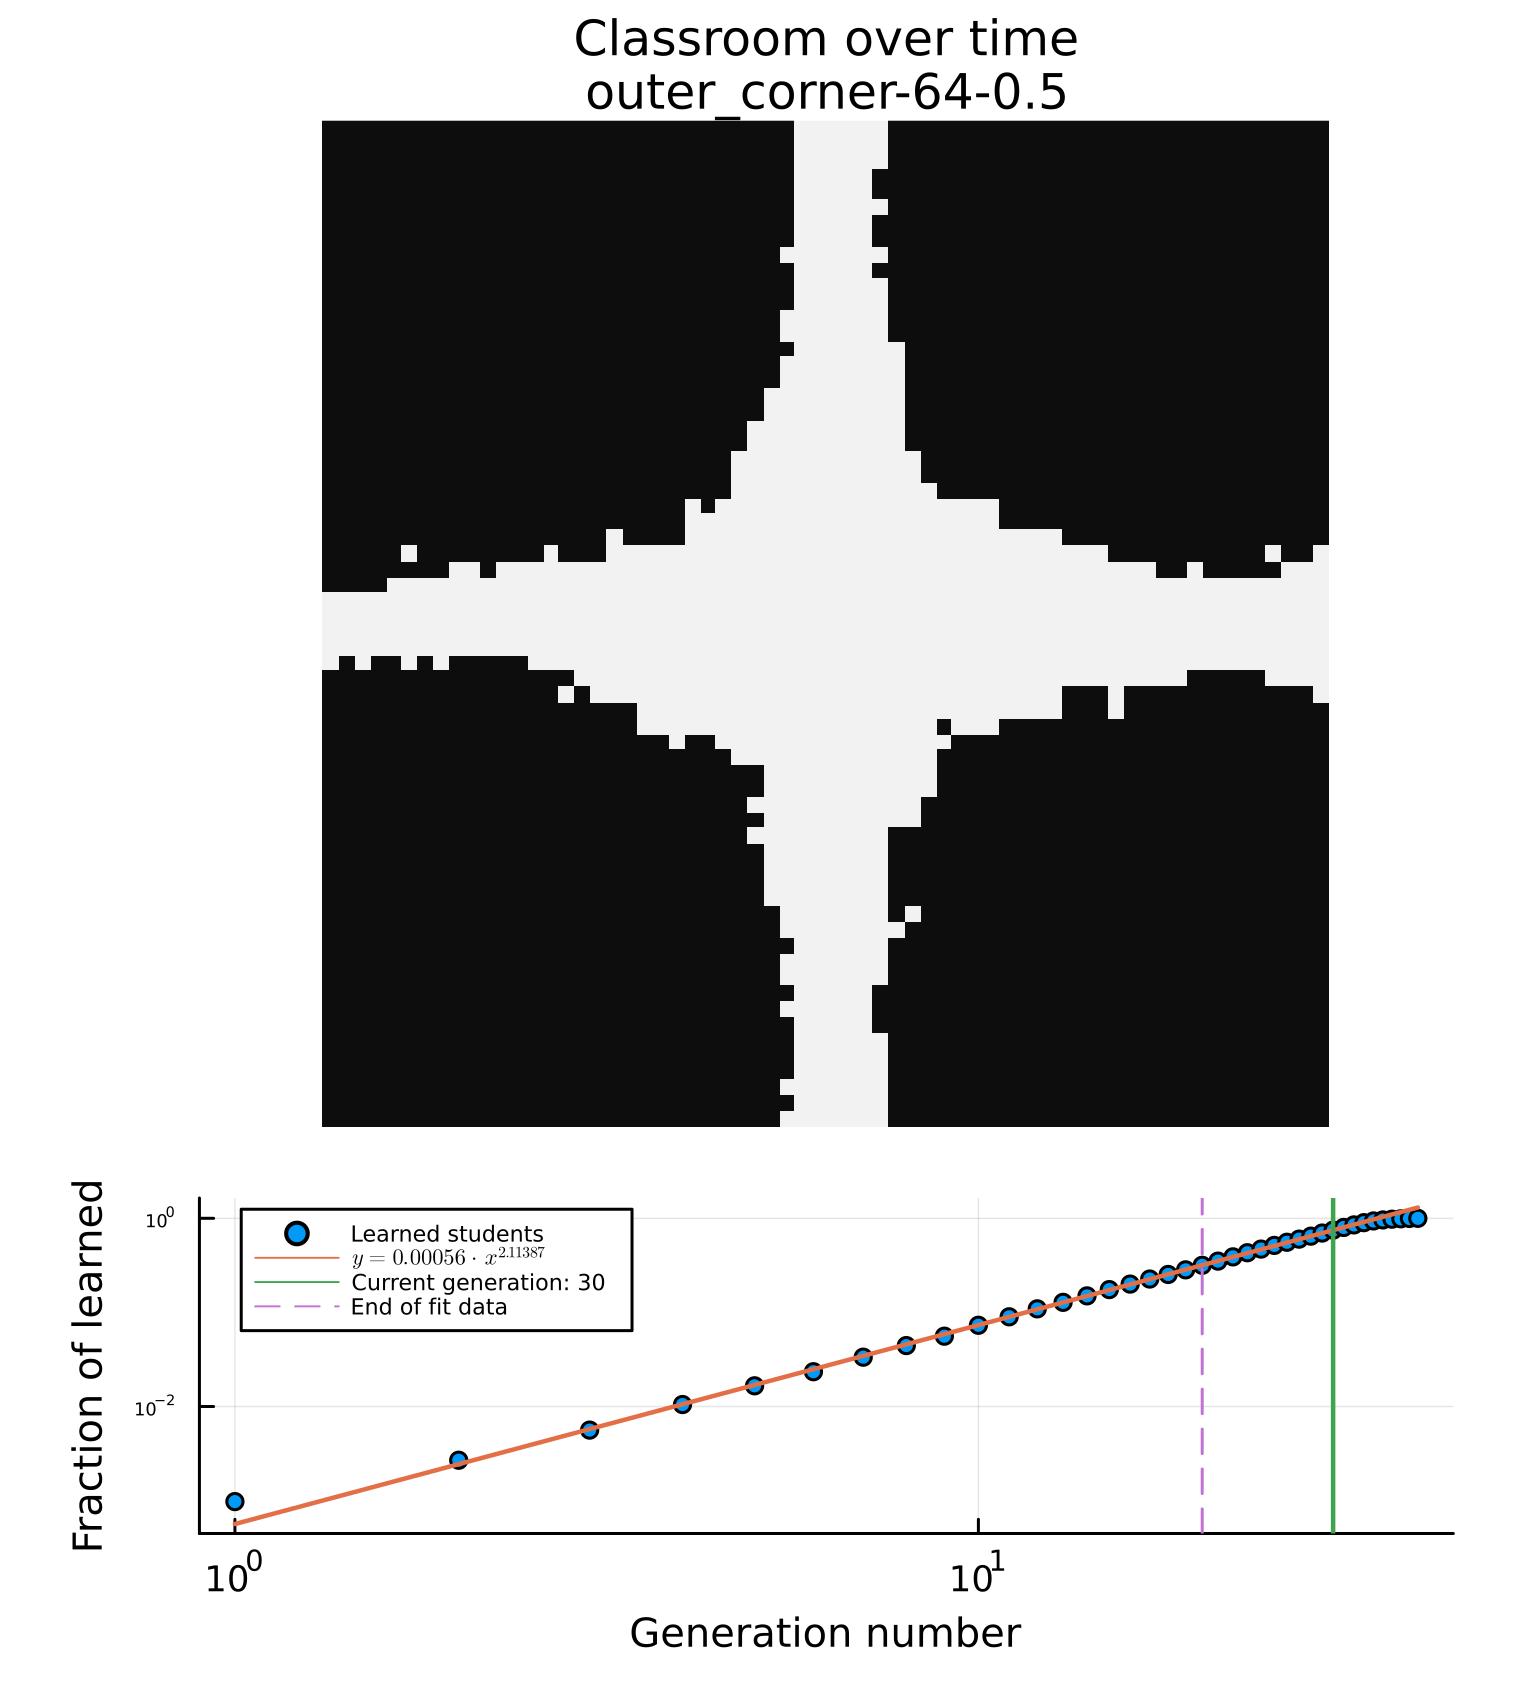 Classroom over time
outer_corner-64-0.5
Fraction of learned
10^0
10^-2
Learned students
y = 0.00056 · x^2.11387
Current generation: 30
End of fit data
10^0
10^1
Generation number